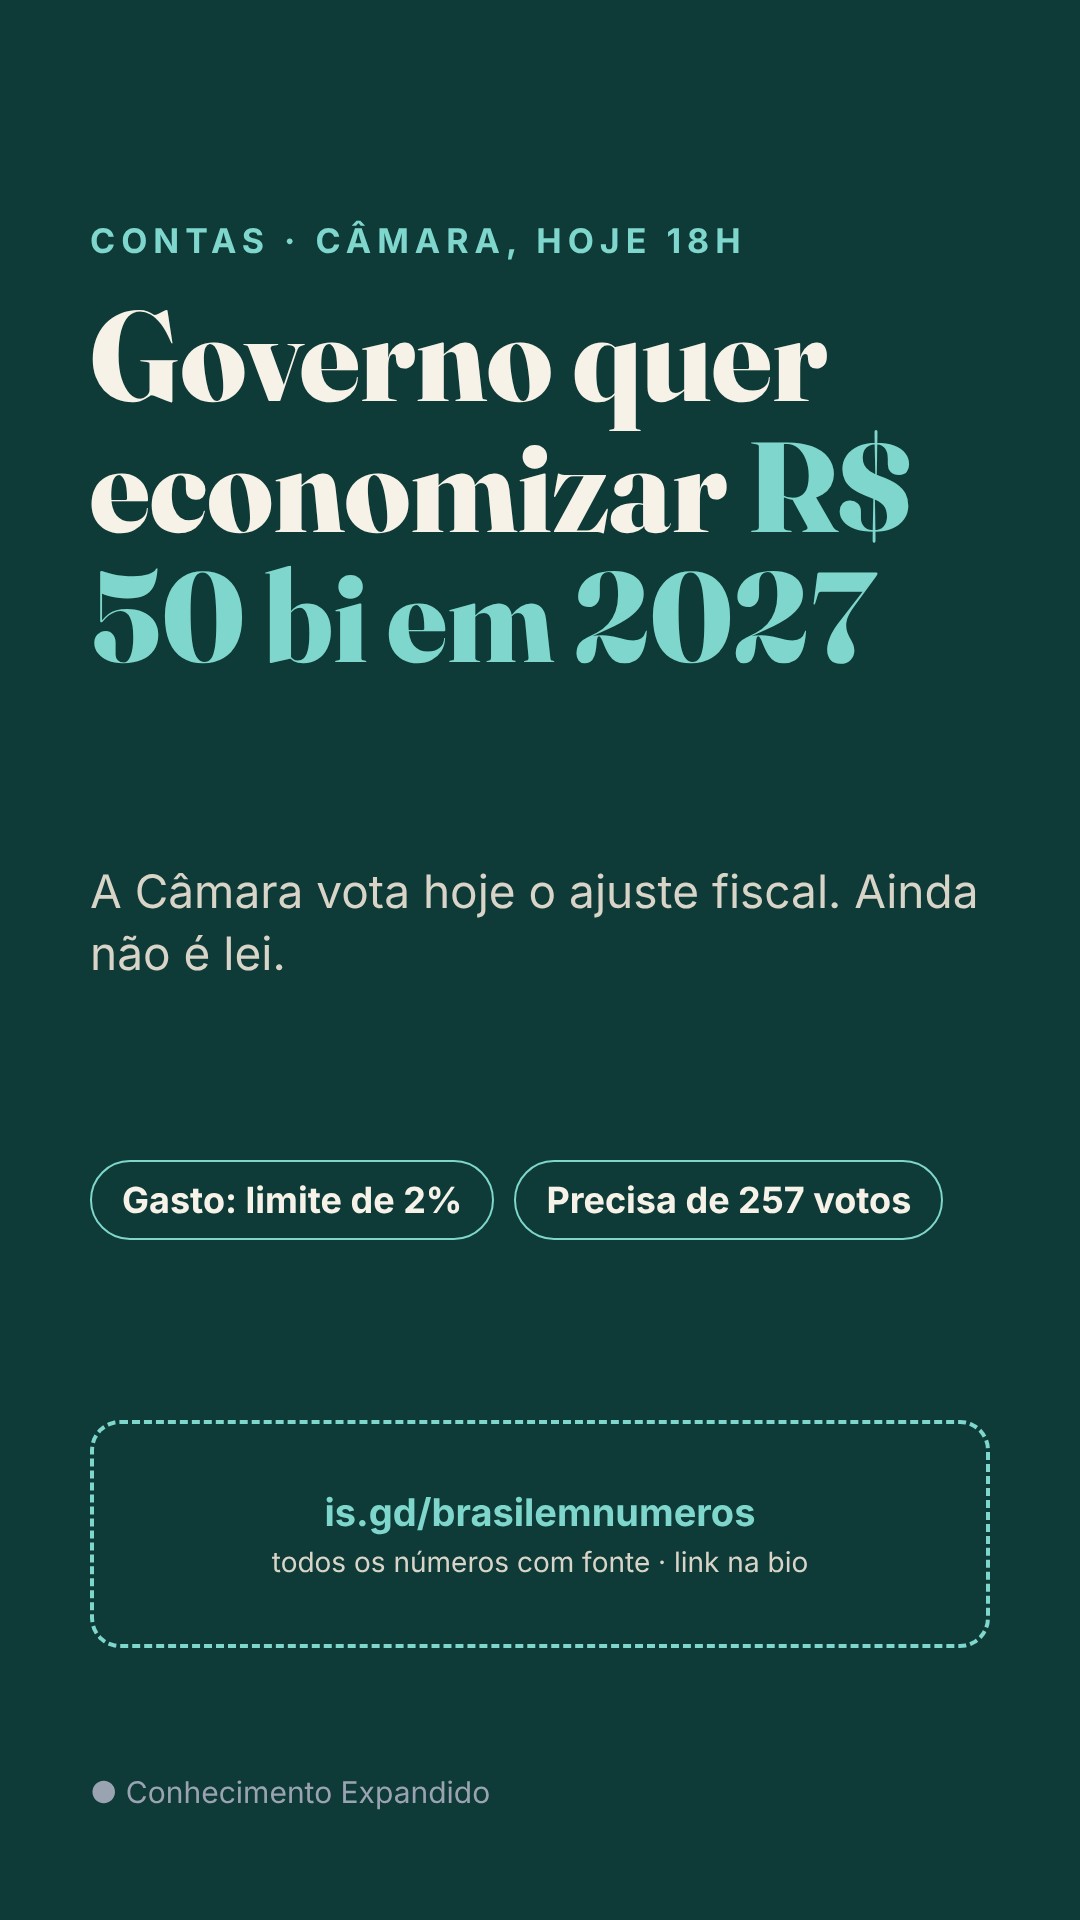 CONTAS · CÂMARA, HOJE 18H
Governo quer
economizar R$
50 bi em 2027
A Câmara vota hoje o ajuste fiscal. Ainda
não é lei.
Gasto: limite de 2%
Precisa de 257 votos
is.gd/brasilemnumeros
todos os números com fonte · link na bio
Conhecimento Expandido